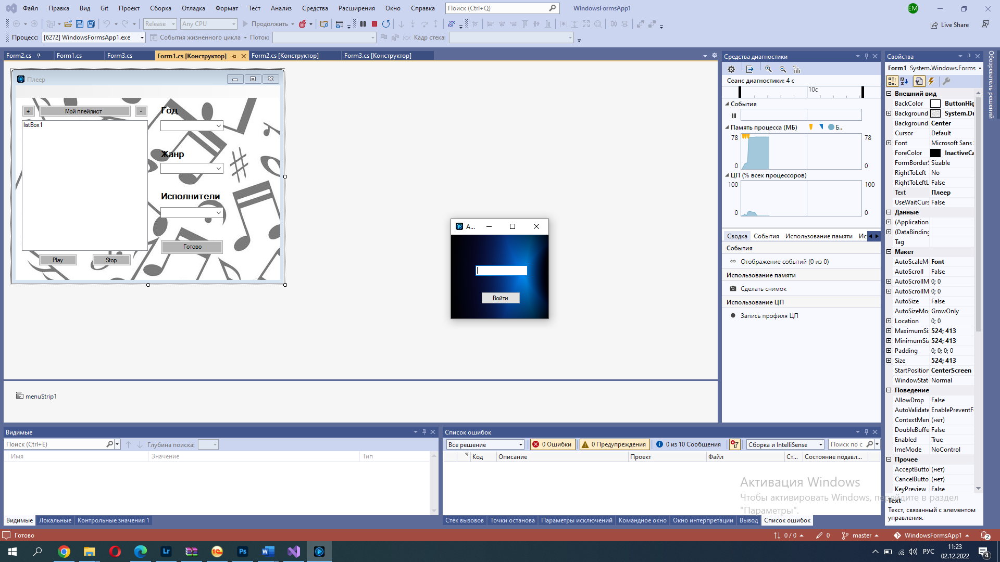 Файл Правка Вид Git Проект Сборка Отладка Формат Тест Анализ Средства Расширения Окно Справка Поиск (Ctrl+Q) WindowsFormsApp1 EM
Release Any CPU Продолжить Live Share
Процесс: [6272] WindowsFormsApp1.exe События жизненного цикла Поток: Кадр стека:
Form2.cs Form1.cs Form3.cs Form1.cs [Конструктор] Form2.cs [Конструктор] Form3.cs [Конструктор]
Плеер
+ Мой плейлист -
listBox1
Год
Жанр
Исполнители
Готово
Play Stop
A...
Войти
menuStrip1
Средства диагностики
Сеанс диагностики: 4 с
10с
События
Память процесса (МБ) Б...
78 78
0 0
ЦП (% всех процессоров)
100 100
0 0
Сводка События Использование памяти Ис
События
Отображение событий (0 из 0)
Использование памяти
Сделать снимок
Использование ЦП
Запись профиля ЦП
Свойства
Form1 System.Windows.Forms
Внешний вид
BackColor ButtonHig
Background System.Dr
Background Center
Cursor Default
Font Microsoft Sans
ForeColor InactiveCa
FormBorder Sizable
RightToLeft No
RightToLeftL False
Text Плеер
UseWaitCurs False
Данные
(Application
(DataBinding
Tag
Макет
AutoScaleM Font
AutoScroll False
AutoScrollM 0; 0
AutoScrollM 0; 0
AutoSize False
AutoSizeMo GrowOnly
Location 0; 0
MaximumSi 524; 413
MinimumSiz 524; 413
Padding 0; 0; 0; 0
Size 524; 413
StartPosition CenterScreen
WindowStat Normal
Поведение
AllowDrop False
AutoValidate EnablePreventF
ContextMen (нет)
DoubleBuffe False
Enabled True
ImeMode NoControl
Прочее
AcceptButto (нет)
CancelButto (нет)
KeyPreview False
Text
Текст, связанный с элементом
управления.
Обозреватель решений
Видимые
Поиск (Ctrl+E) Глубина поиска:
Имя Значение Тип
Видимые Локальные Контрольные значения 1
Список ошибок
Все решение 0 Ошибки 0 Предупреждения 0 из 10 Сообщения Сборка и IntelliSense Поиск по с
Код Описание Проект Файл Ст... Состояние подавл...
Активация Windows
Чтобы активировать Windows, перейдите в раздел
"Параметры".
Стек вызовов Точки останова Параметры исключений Командное окно Окно интерпретации Вывод Список ошибок
Готово 0 / 0 0 master WindowsFormsApp1 2
Lr 1С Ps W РУС 11:23
02.12.2022 4